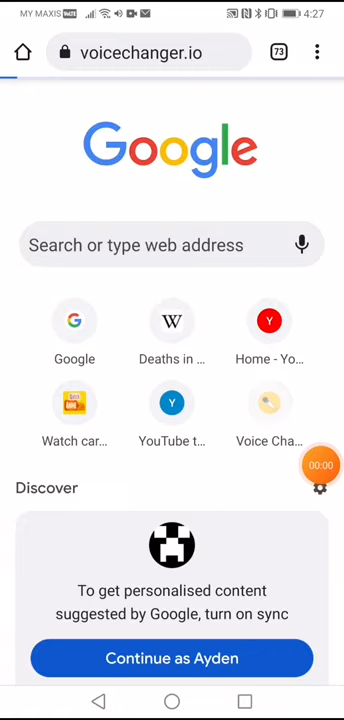 MY MAXIS VoLTE 4:27
voicechanger.io 73
Google
Search or type web address
W Y
Google Deaths in ... Home - Yo...
Y
Watch car... YouTube t... Voice Cha...
00:00
Discover
To get personalised content
suggested by Google, turn on sync
Continue as Ayden